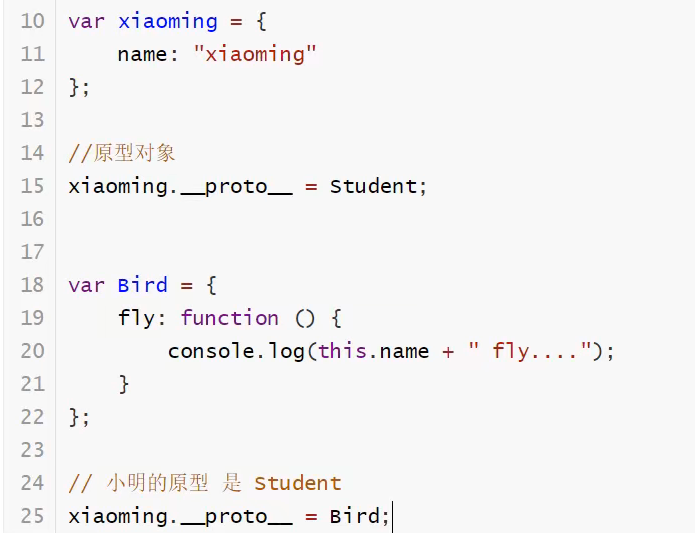 10 var xiaoming = {
11     name: "xiaoming"
12 };
13
14 //原型对象
15 xiaoming.__proto__ = Student;
16
17
18 var Bird = {
19     fly: function () {
20         console.log(this.name + " fly....");
21     }
22 };
23
24 // 小明的原型 是 Student
25 xiaoming.__proto__ = Bird;